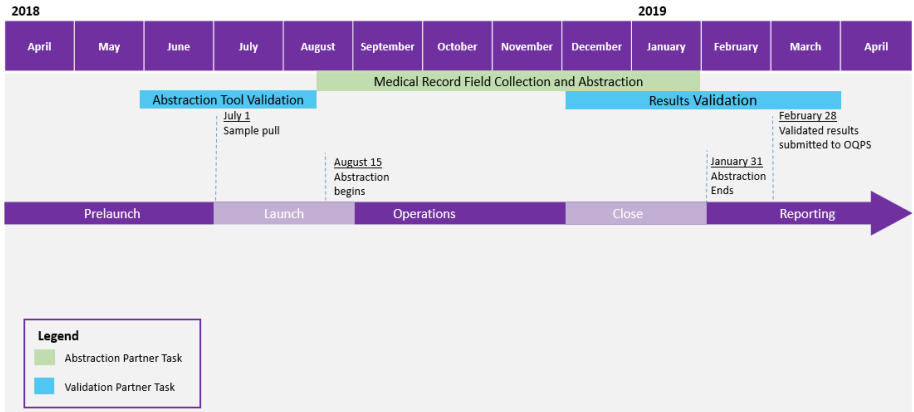 2018
2019
April
May
June
July
August
September
October
November
December
January
February
March
April
Medical Record Field Collection and Abstraction
Abstraction Tool Validation
Results Validation
July 1
Sample pull
February 28
Validated results
submitted to OQPS
August 15
Abstraction
begins
January 31
Abstraction
Ends
Prelaunch
Launch
Operations
Close
Reporting
Legend
Abstraction Partner Task
Validation Partner Task